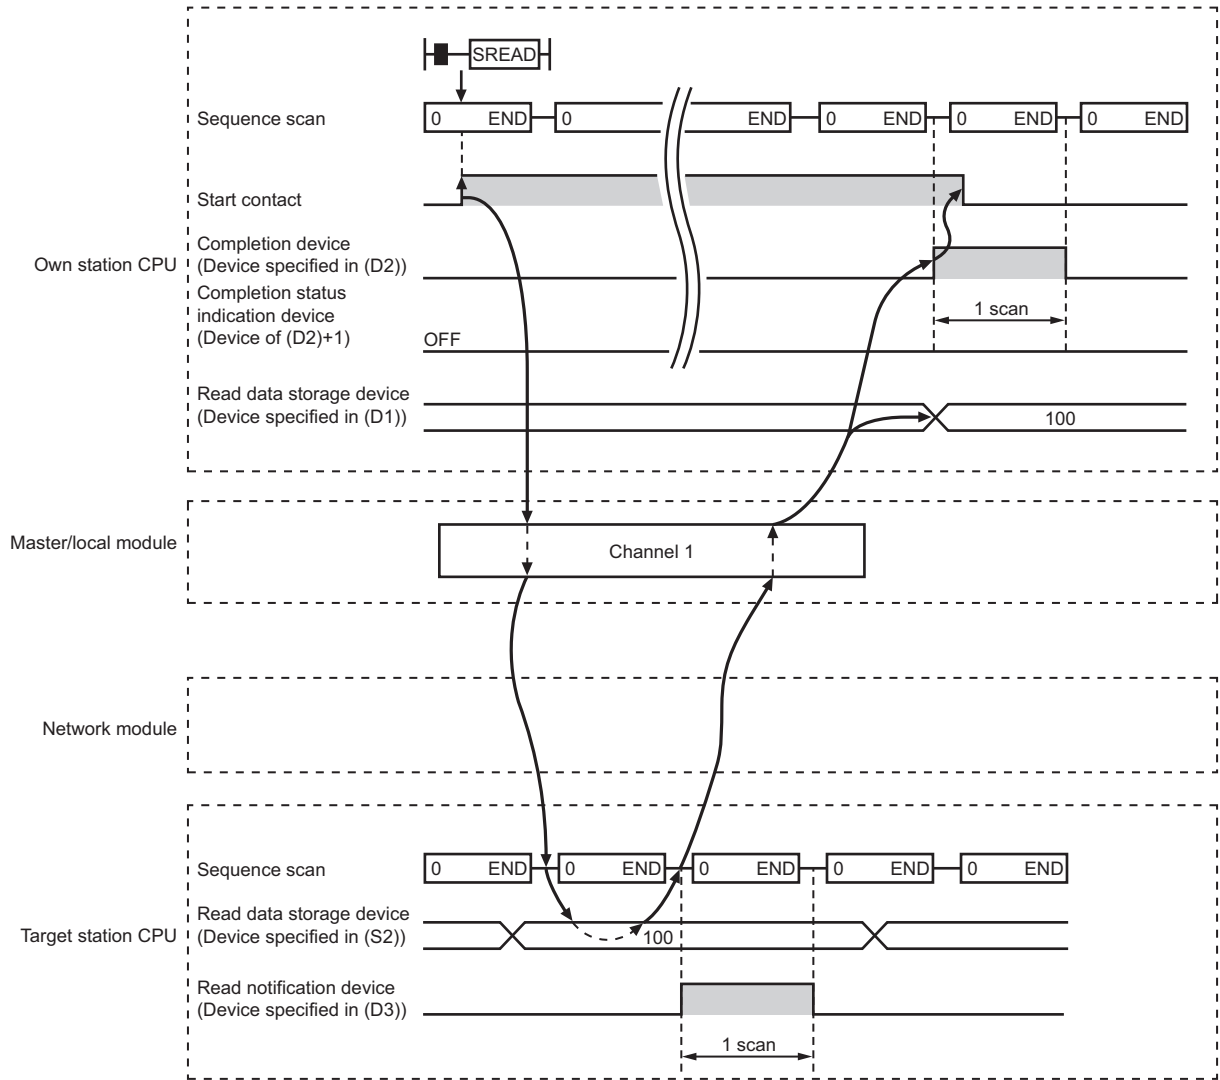 SREAD
Sequence scan
0 END 0 END 0 END 0 END 0 END
Start contact
Own station CPU
Completion device
(Device specified in (D2))
Completion status
indication device
(Device of (D2)+1)
1 scan
OFF
Read data storage device
(Device specified in (D1))
100
Master/local module
Channel 1
Network module
Target station CPU
Sequence scan
0 END 0 END 0 END 0 END 0 END
Read data storage device
(Device specified in (S2))
100
Read notification device
(Device specified in (D3))
1 scan